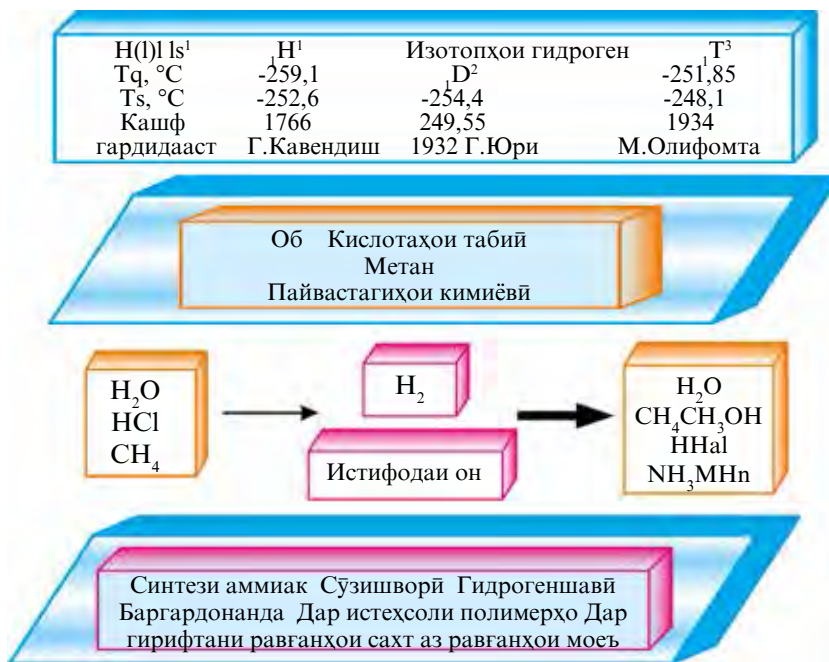 H(l)l ls¹ ₁H¹ Изотопҳои гидроген ₁T³
Tq, °C -259,1 ₁D² -251,85
Ts, °C -252,6 -254,4 -248,1
Кашф 1766 249,55 1934
гардидааст Г.Кавендиш 1932 Г.Юри М.Олифомта
Об Кислотаҳои табиӣ
Метан
Пайвастагиҳои кимиёвӣ
H₂O
HCl
CH₄
H₂
Истифодаи он
H₂O
CH₄CH₃OH
HHal
NH₃MHn
Синтези аммиак Сӯзишворӣ Гидрогеншавӣ
Баргардонанда Дар истеҳсоли полимерҳо Дар
гирифтани равғанҳои сахт аз равғанҳои моеъ